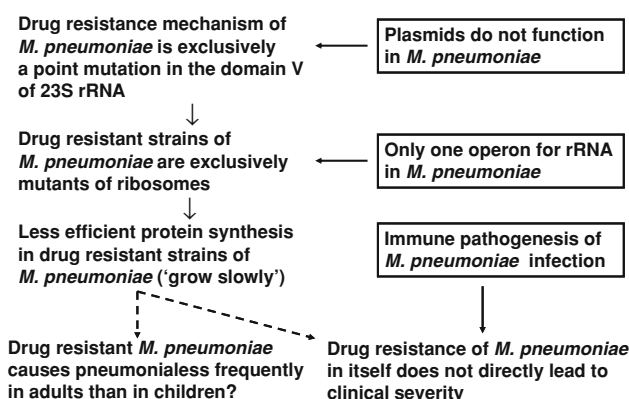 Drug resistance mechanism of
M. pneumoniae is exclusively
a point mutation in the domain V
of 23S rRNA
Plasmids do not function
in M. pneumoniae
Drug resistant strains of
M. pneumoniae are exclusively
mutants of ribosomes
Only one operon for rRNA
in M. pneumoniae
Less efficient protein synthesis
in drug resistant strains of
M. pneumoniae (‘grow slowly’)
Immune pathogenesis of
M. pneumoniae infection
Drug resistant M. pneumoniae
causes pneumonialess frequently
in adults than in children?
Drug resistance of M. pneumoniae
in itself does not directly lead to
clinical severity